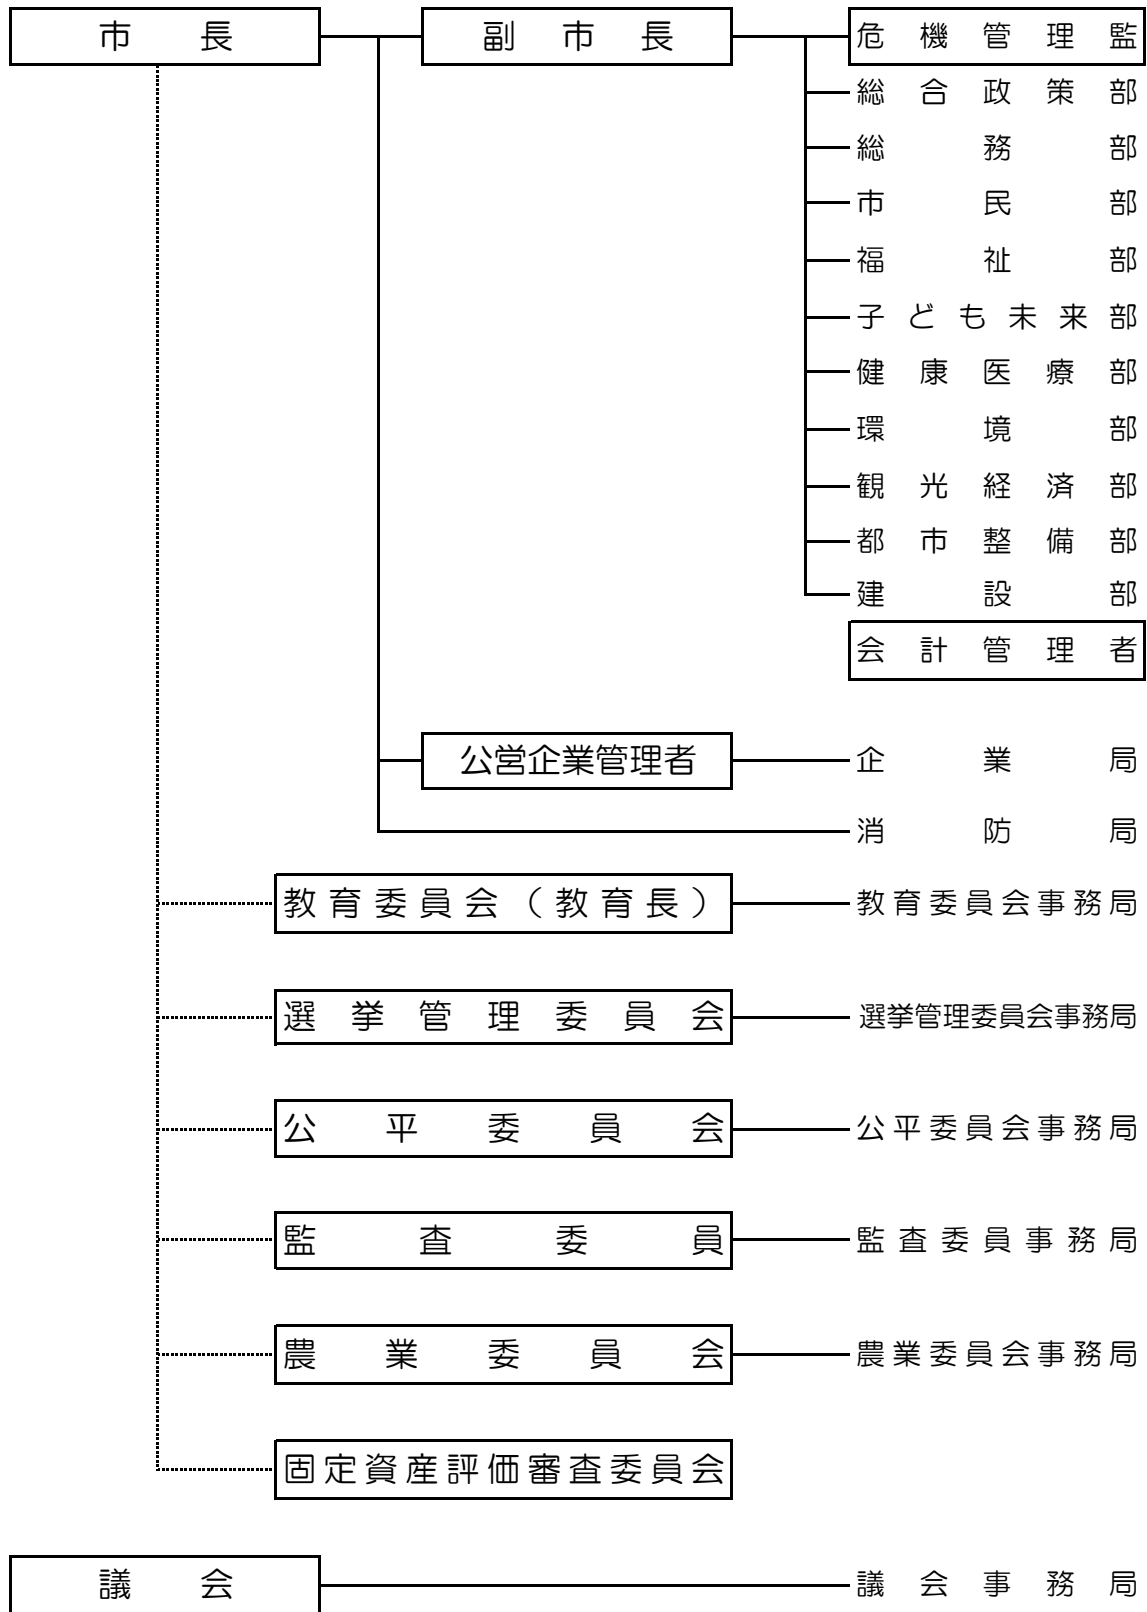 市長 副市長 危機管理監
総合政策部
総務部
市民部
福祉部
子ども未来部
健康医療部
環境部
観光経済部
都市整備部
建設部
会計管理者
公営企業管理者 企業局
消防局
教育委員会（教育長） 教育委員会事務局
選挙管理委員会 選挙管理委員会事務局
公平委員会 公平委員会事務局
監査委員 監査委員事務局
農業委員会 農業委員会事務局
固定資産評価審査委員会
議会 議会事務局